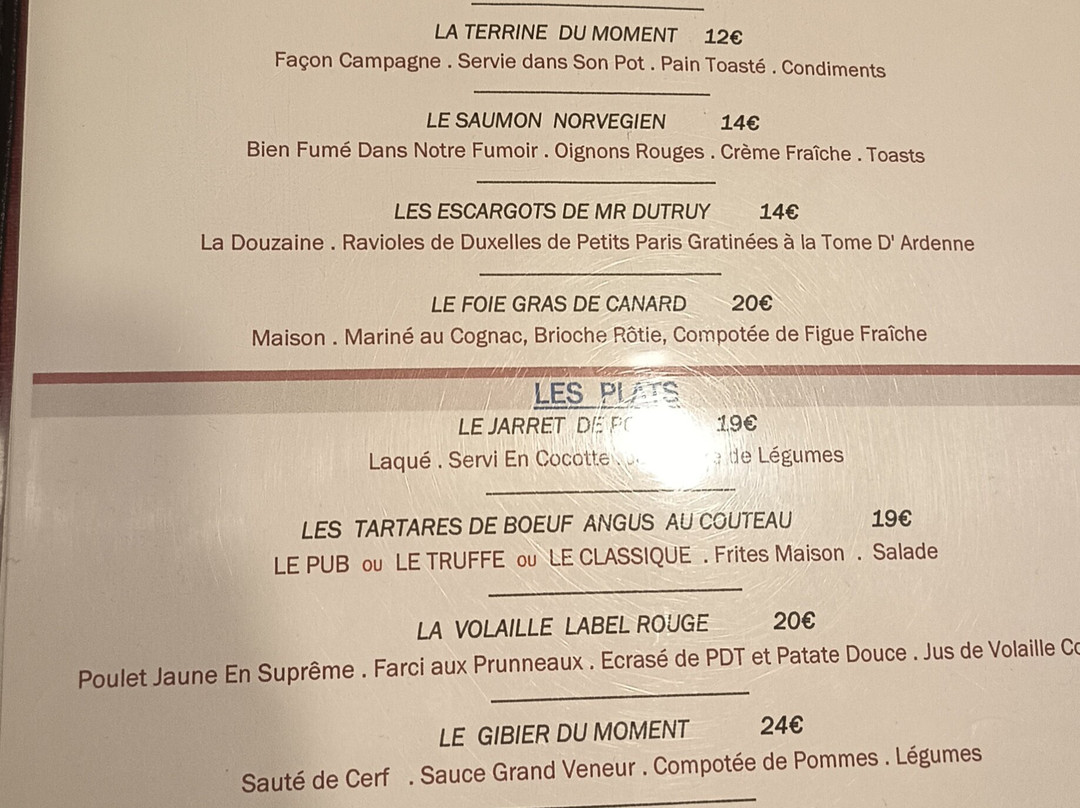 LA TERRINE DU MOMENT 12€
Façon Campagne . Servie dans Son Pot . Pain Toasté . Condiments
LE SAUMON NORVEGIEN 14€
Bien Fumé Dans Notre Fumoir . Oignons Rouges . Crème Fraîche . Toasts
LES ESCARGOTS DE MR DUTRUY 14€
La Douzaine . Ravioles de Duxelles de Petits Paris Gratinées à la Tome D' Ardenne
LE FOIE GRAS DE CANARD 20€
Maison . Mariné au Cognac, Brioche Rôtie, Compotée de Figue Fraîche
LES PLATS
LE JARRET DE 19€
Laqué . Servi En Cocotte de Légumes
LES TARTARES DE BOEUF ANGUS AU COUTEAU 19€
LE PUB ou LE TRUFFE ou LE CLASSIQUE . Frites Maison . Salade
LA VOLAILLE LABEL ROUGE 20€
Poulet Jaune En Suprême . Farci aux Prunneaux . Ecrasé de PDT et Patate Douce . Jus de Volaille
LE GIBIER DU MOMENT 24€
Sauté de Cerf . Sauce Grand Veneur . Compotée de Pommes . Légumes